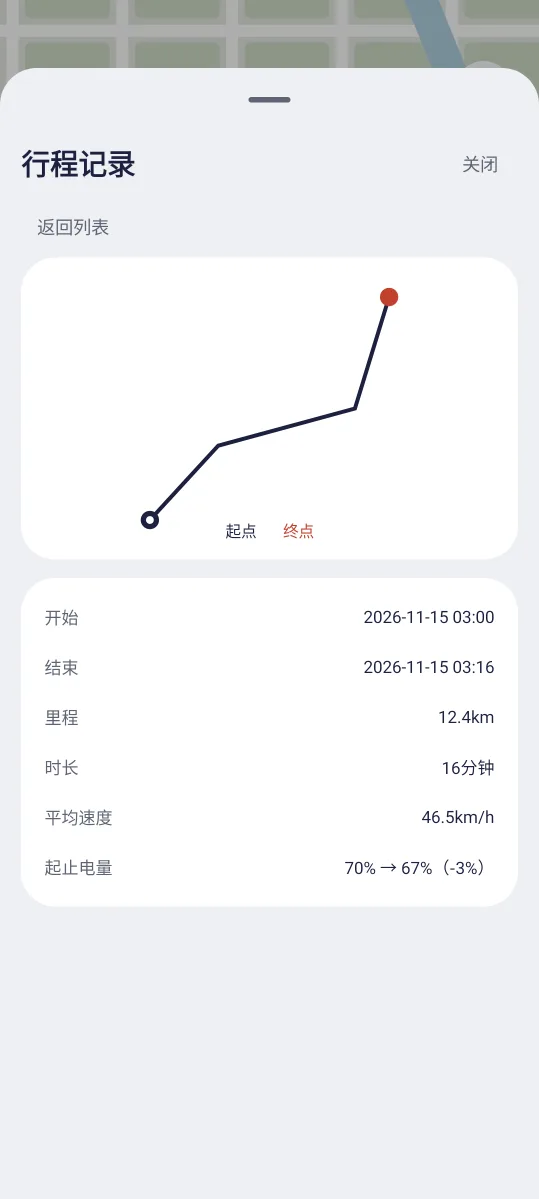 行程记录
关闭
返回列表
起点 终点
开始 2026-11-15 03:00
结束 2026-11-15 03:16
里程 12.4km
时长 16分钟
平均速度 46.5km/h
起止电量 70% → 67%（-3%）